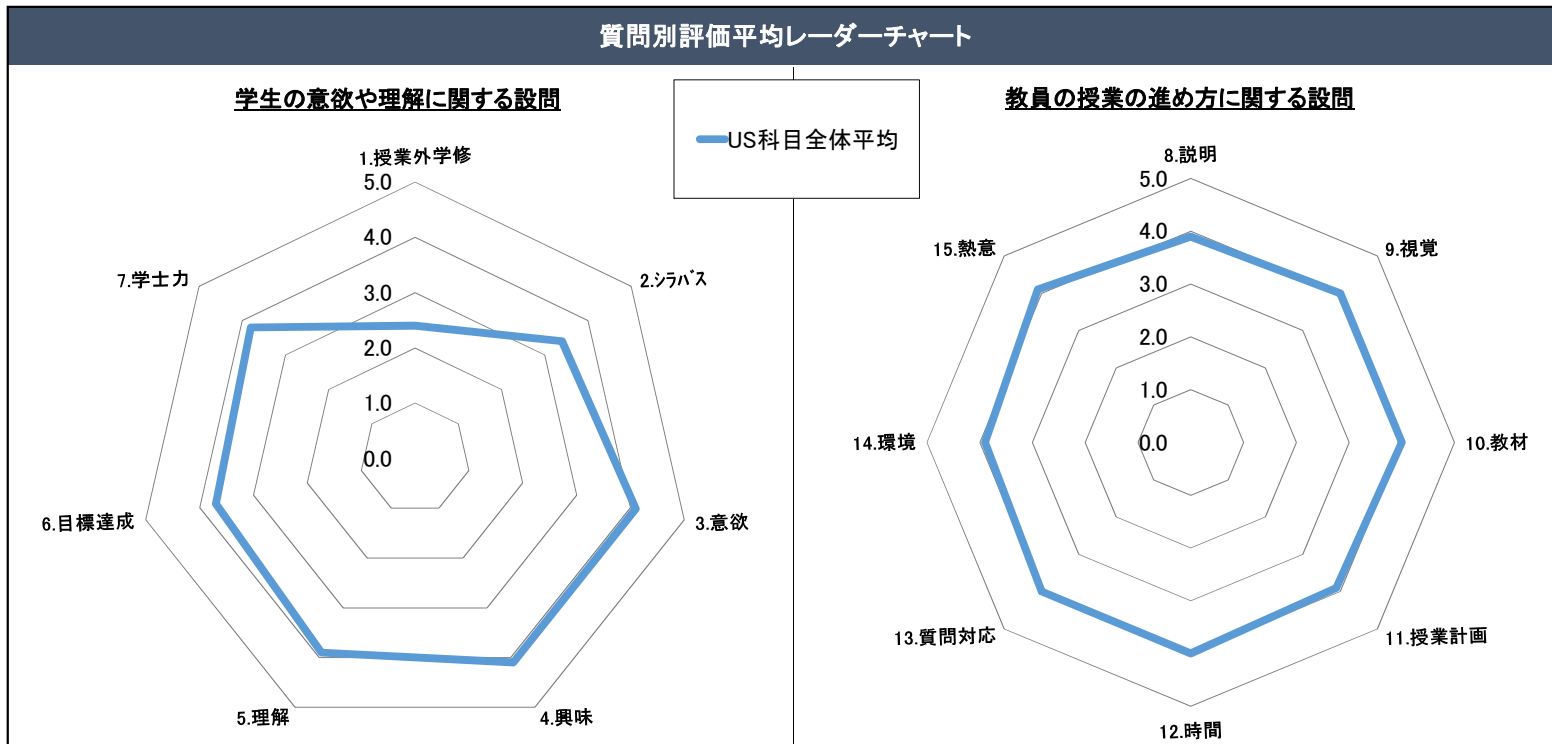 質問別評価平均レーダーチャート
学生の意欲や理解に関する設問
1.授業外学修
2.シラバス
3.意欲
4.興味
5.理解
6.目標達成
7.学士力
5.0
4.0
3.0
2.0
1.0
0.0
US科目全体平均
教員の授業の進め方に関する設問
8.説明
9.視覚
10.教材
11.授業計画
12.時間
13.質問対応
14.環境
15.熱意
5.0
4.0
3.0
2.0
1.0
0.0